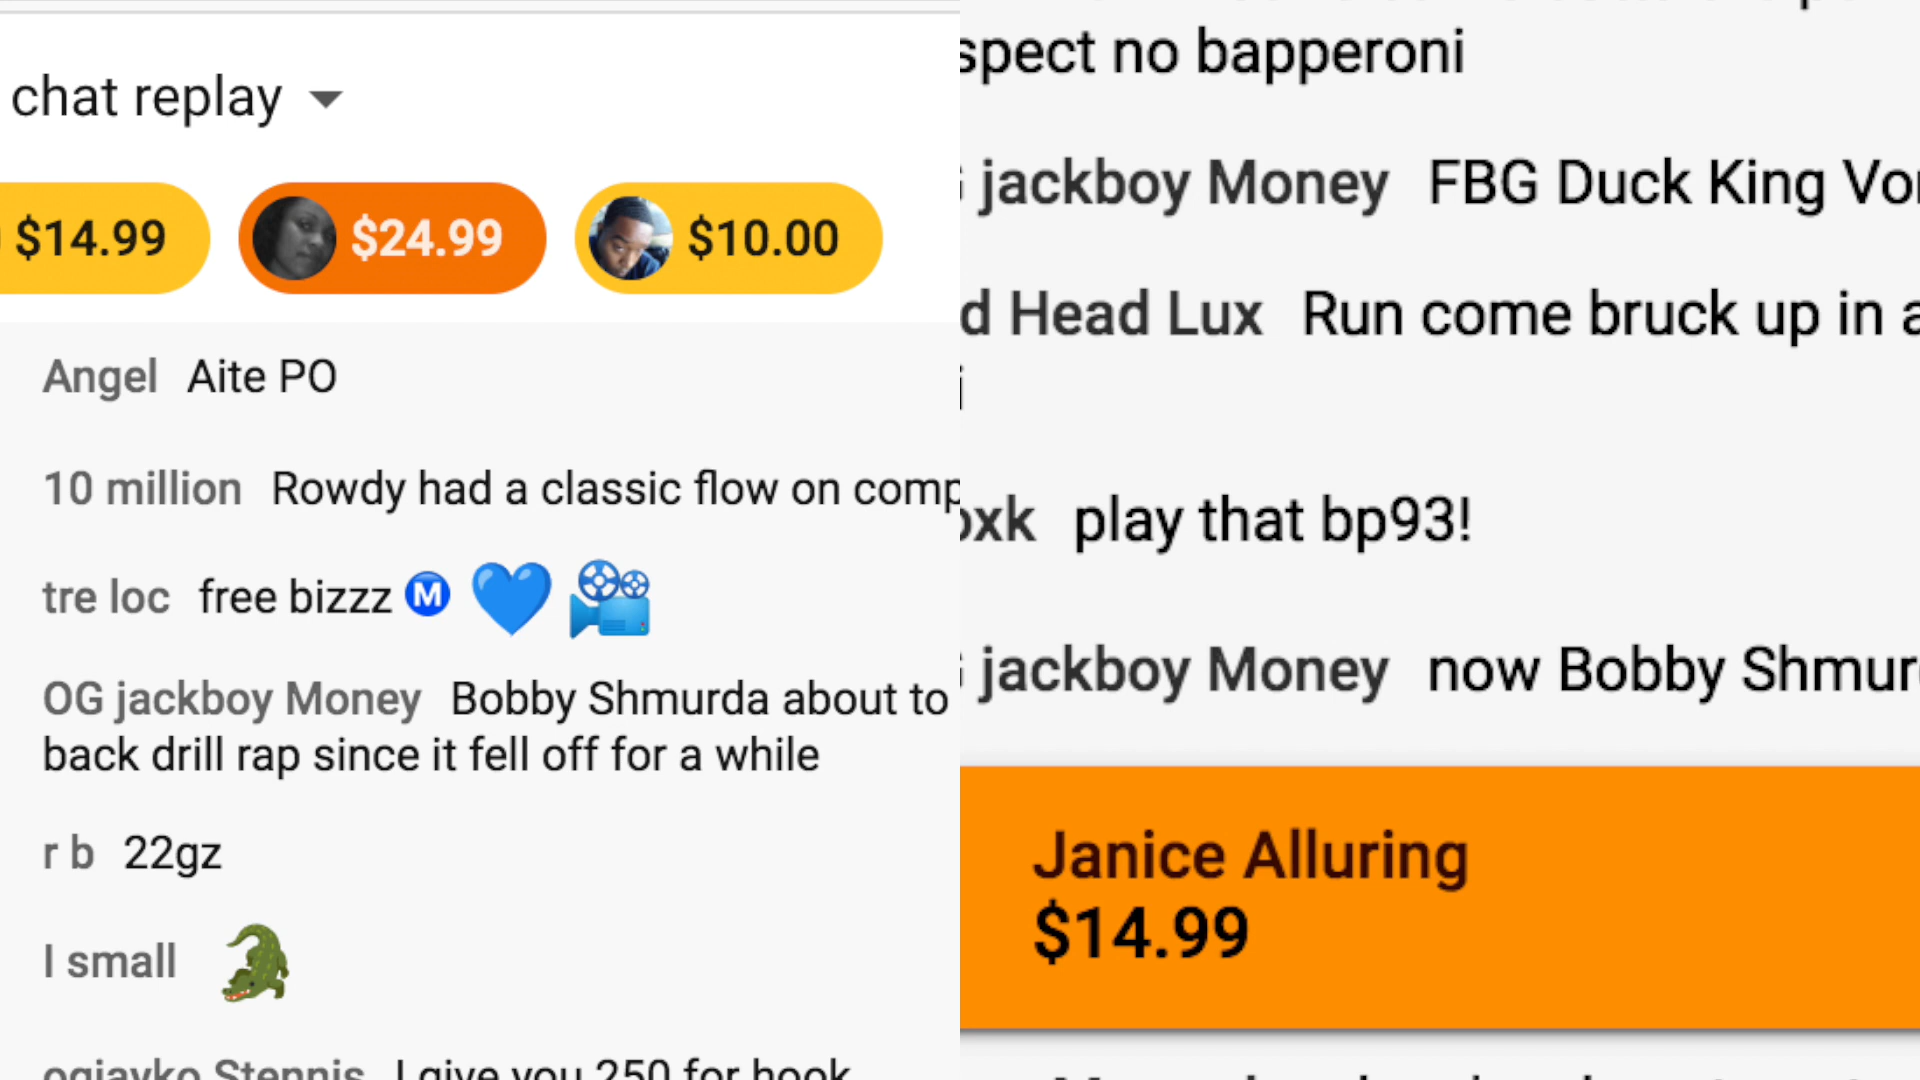 chat replay
$14.99 $24.99 $10.00
Angel Aite PO
10 million Rowdy had a classic flow on comp
tre loc free bizzz Ⓜ️ 💙 📽️
OG jackboy Money Bobby Shmurda about to
back drill rap since it fell off for a while
r b 22gz
I small 🐊
ogjayko Stennis I give you 250 for hook
spect no bapperoni
jackboy Money FBG Duck King Von
d Head Lux Run come bruck up in a
i
oxk play that bp93!
jackboy Money now Bobby Shmur
Janice Alluring
$14.99